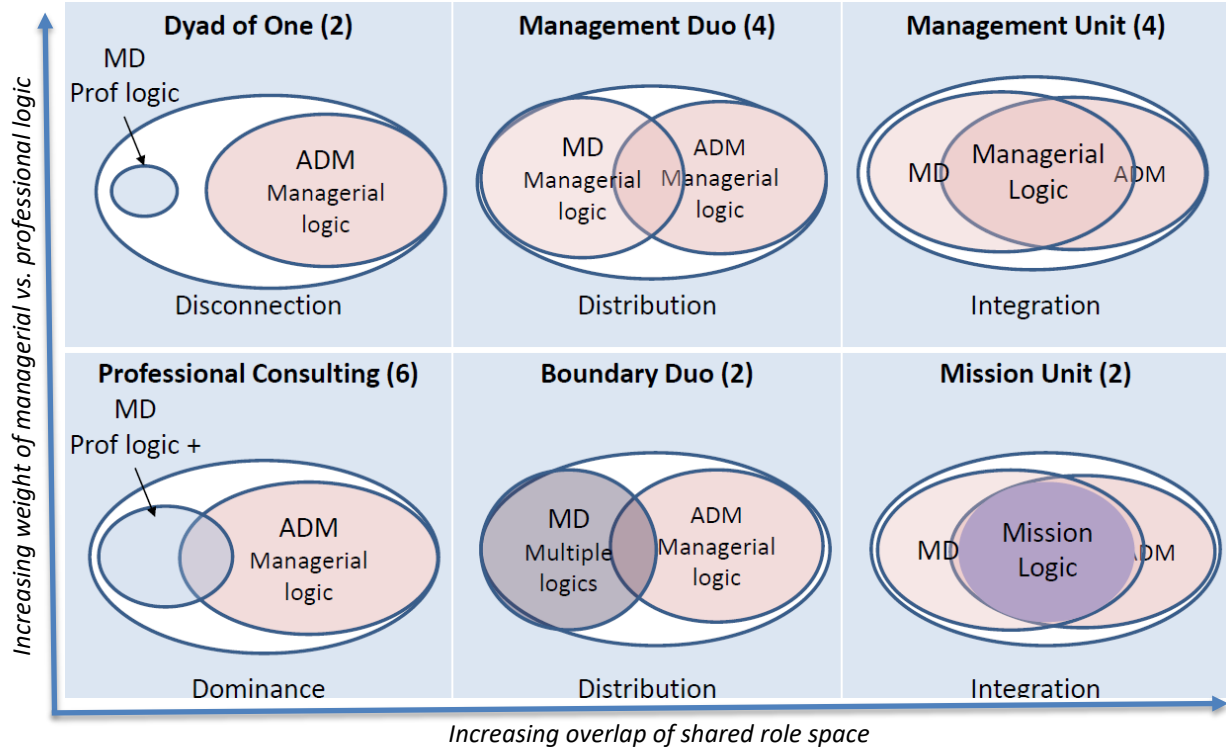 Increasing weight of managerial vs. professional logic
Dyad of One (2)
MD
Prof logic
ADM
Managerial
logic
Disconnection
Management Duo (4)
MD
Managerial
logic
ADM
Managerial
logic
Distribution
Management Unit (4)
MD
Managerial
Logic
ADM
Integration
Professional Consulting (6)
MD
Prof logic +
ADM
Managerial
logic
Dominance
Boundary Duo (2)
MD
Multiple
logics
ADM
Managerial
logic
Distribution
Mission Unit (2)
MD
Mission
Logic
ADM
Integration
Increasing overlap of shared role space